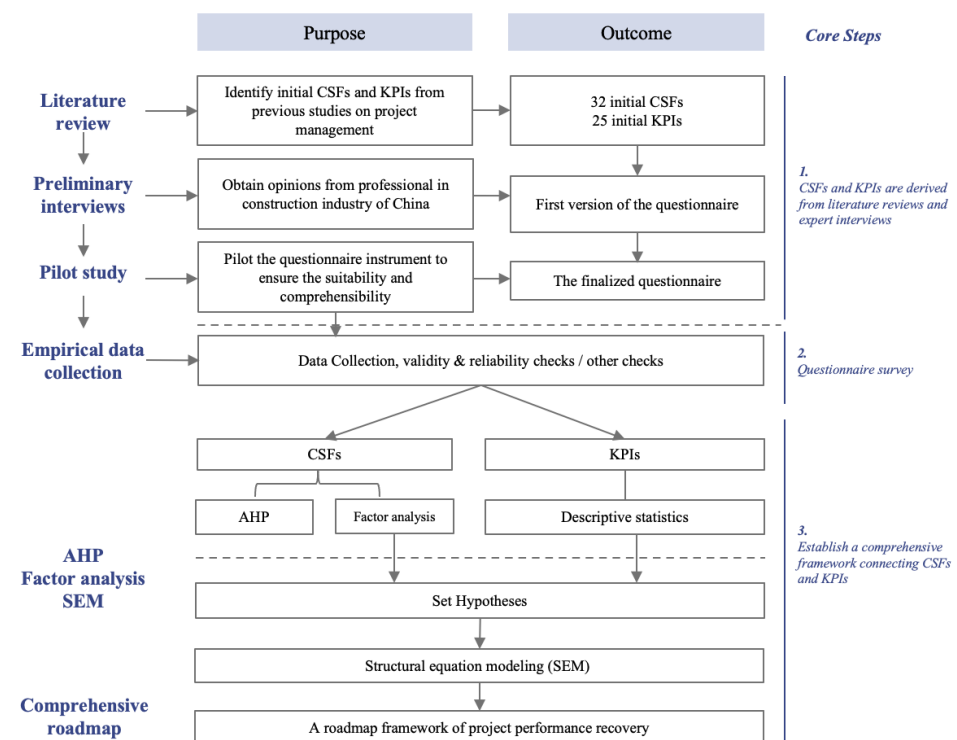 Purpose
Outcome
Core Steps
Literature
review
Identify initial CSFs and KPIs from
previous studies on project
management
32 initial CSFs
25 initial KPIs
Preliminary
interviews
Obtain opinions from professional in
construction industry of China
First version of the questionnaire
1.
CSFs and KPIs are derived
from literature reviews and
expert interviews
Pilot study
Pilot the questionnaire instrument to
ensure the suitability and
comprehensibility
The finalized questionnaire
Empirical data
collection
Data Collection, validity & reliability checks / other checks
2.
Questionnaire survey
CSFs
KPIs
AHP
Factor analysis
Descriptive statistics
AHP
Factor analysis
SEM
Set Hypotheses
3.
Establish a comprehensive
framework connecting CSFs
and KPIs
Structural equation modeling (SEM)
Comprehensive
roadmap
A roadmap framework of project performance recovery